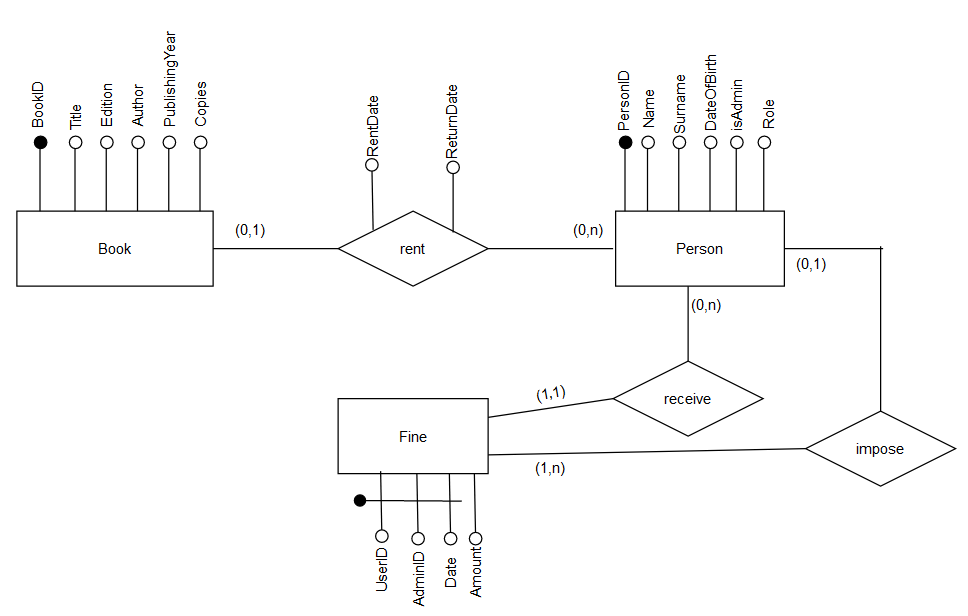 BookID
Title
Edition
Author
PublishingYear
Copies
RentDate
ReturnDate
PersonID
Name
Surname
DateOfBirth
isAdmin
Role
Book
(0,1)
rent
(0,n)
Person
(0,1)
(0,n)
(1,1)
receive
Fine
(1,n)
impose
UserID
AdminID
Date
Amount